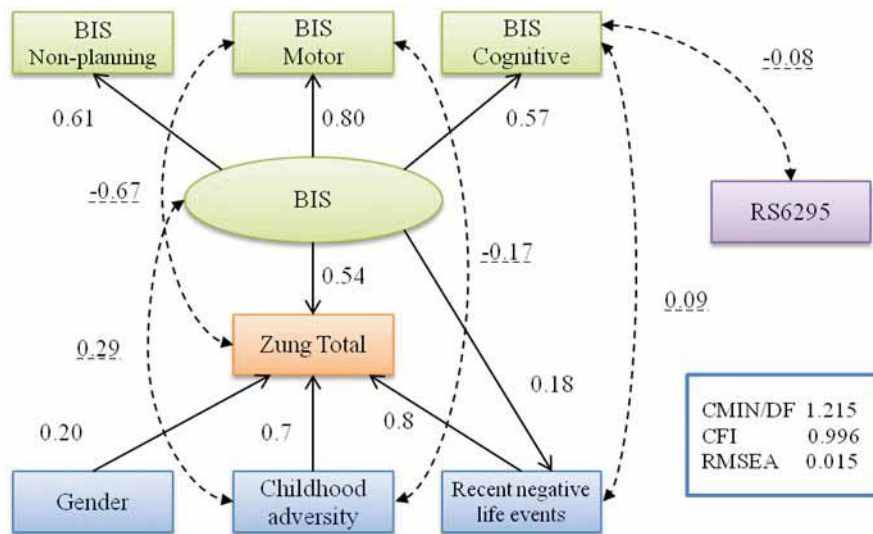 BIS
Non-planning
BIS
Motor
BIS
Cognitive
-0.08
0.61
0.80
0.57
-0.67
BIS
RS6295
-0.17
0.54
0.09
0.29
Zung Total
0.18
0.20
0.7
0.8
CMIN/DF 1.215
CFI 0.996
RMSEA 0.015
Gender
Childhood
adversity
Recent negative
life events